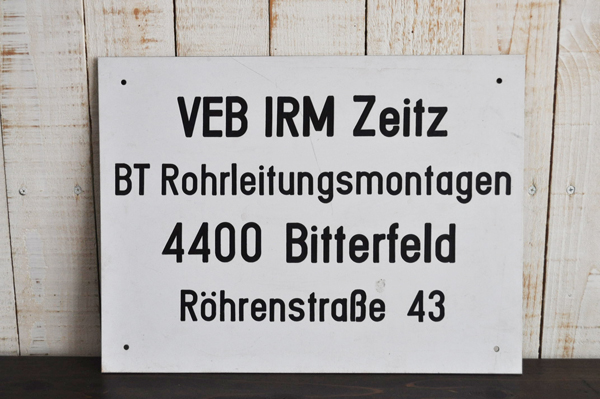 VEB IRM Zeitz
BT Rohrleitungsmontagen
4400 Bitterfeld
Röhrenstraße 43